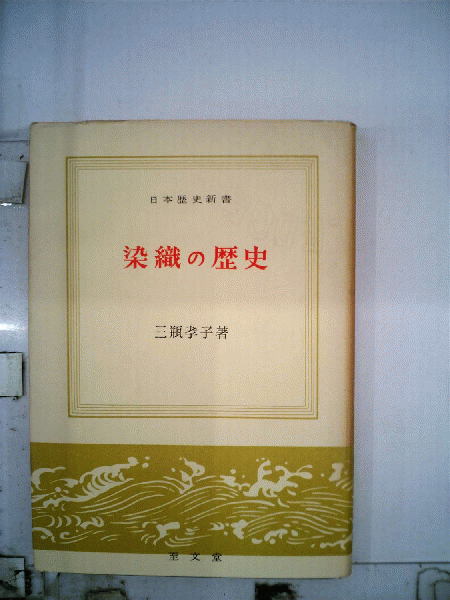 日本歴史新書
染織の歴史
三瓶孝子著
至文堂